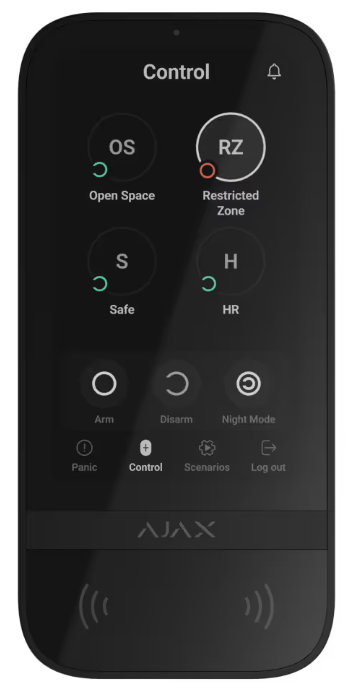 Control
OS
RZ
Open Space
Restricted
Zone
S
H
Safe
HR
Arm
Disarm
Night Mode
Panic
Control
Scenarios
Log out
AJAX